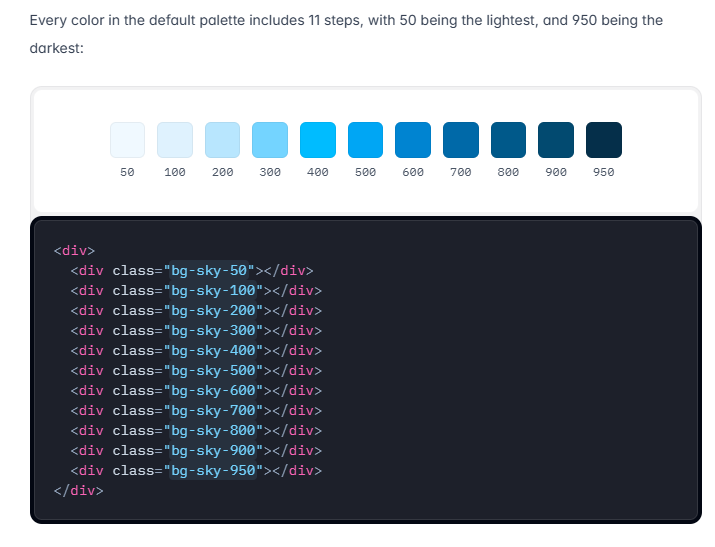 Every color in the default palette includes 11 steps, with 50 being the lightest, and 950 being the
darkest:
50 100 200 300 400 500 600 700 800 900 950
<div>
  <div class="bg-sky-50"></div>
  <div class="bg-sky-100"></div>
  <div class="bg-sky-200"></div>
  <div class="bg-sky-300"></div>
  <div class="bg-sky-400"></div>
  <div class="bg-sky-500"></div>
  <div class="bg-sky-600"></div>
  <div class="bg-sky-700"></div>
  <div class="bg-sky-800"></div>
  <div class="bg-sky-900"></div>
  <div class="bg-sky-950"></div>
</div>